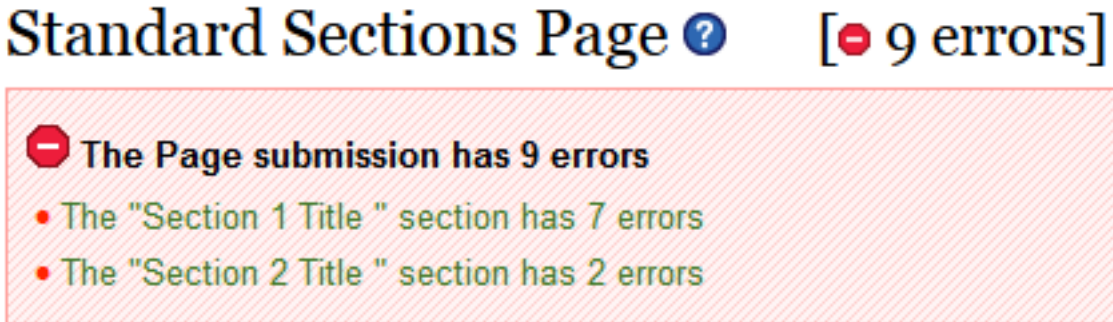 Standard Sections Page ? [ 9 errors]
The Page submission has 9 errors
The "Section 1 Title " section has 7 errors
The "Section 2 Title " section has 2 errors